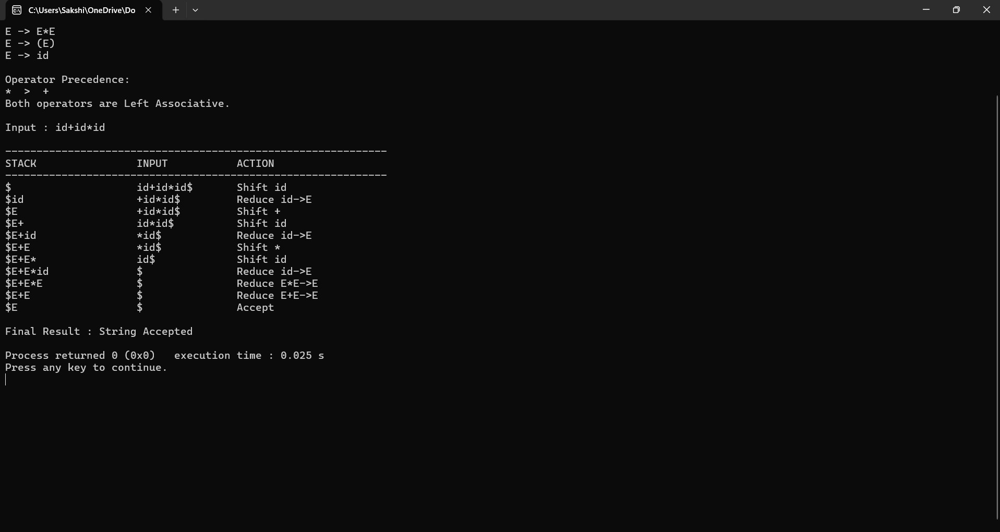 C:\Users\Sakshi\OneDrive\Do
E -> E*E
E -> (E)
E -> id
Operator Precedence:
*  >  +
Both operators are Left Associative.
Input : id+id*id
-------------------------------------------------------------
STACK                INPUT           ACTION
-------------------------------------------------------------
$                    id+id*id$       Shift id
$id                  +id*id$         Reduce id->E
$E                   +id*id$         Shift +
$E+                  id*id$          Shift id
$E+id                *id$            Reduce id->E
$E+E                 *id$            Shift *
$E+E*                id$             Shift id
$E+E*id              $               Reduce id->E
$E+E*E               $               Reduce E*E->E
$E+E                 $               Reduce E+E->E
$E                   $               Accept
Final Result : String Accepted
Process returned 0 (0x0)   execution time : 0.025 s
Press any key to continue.